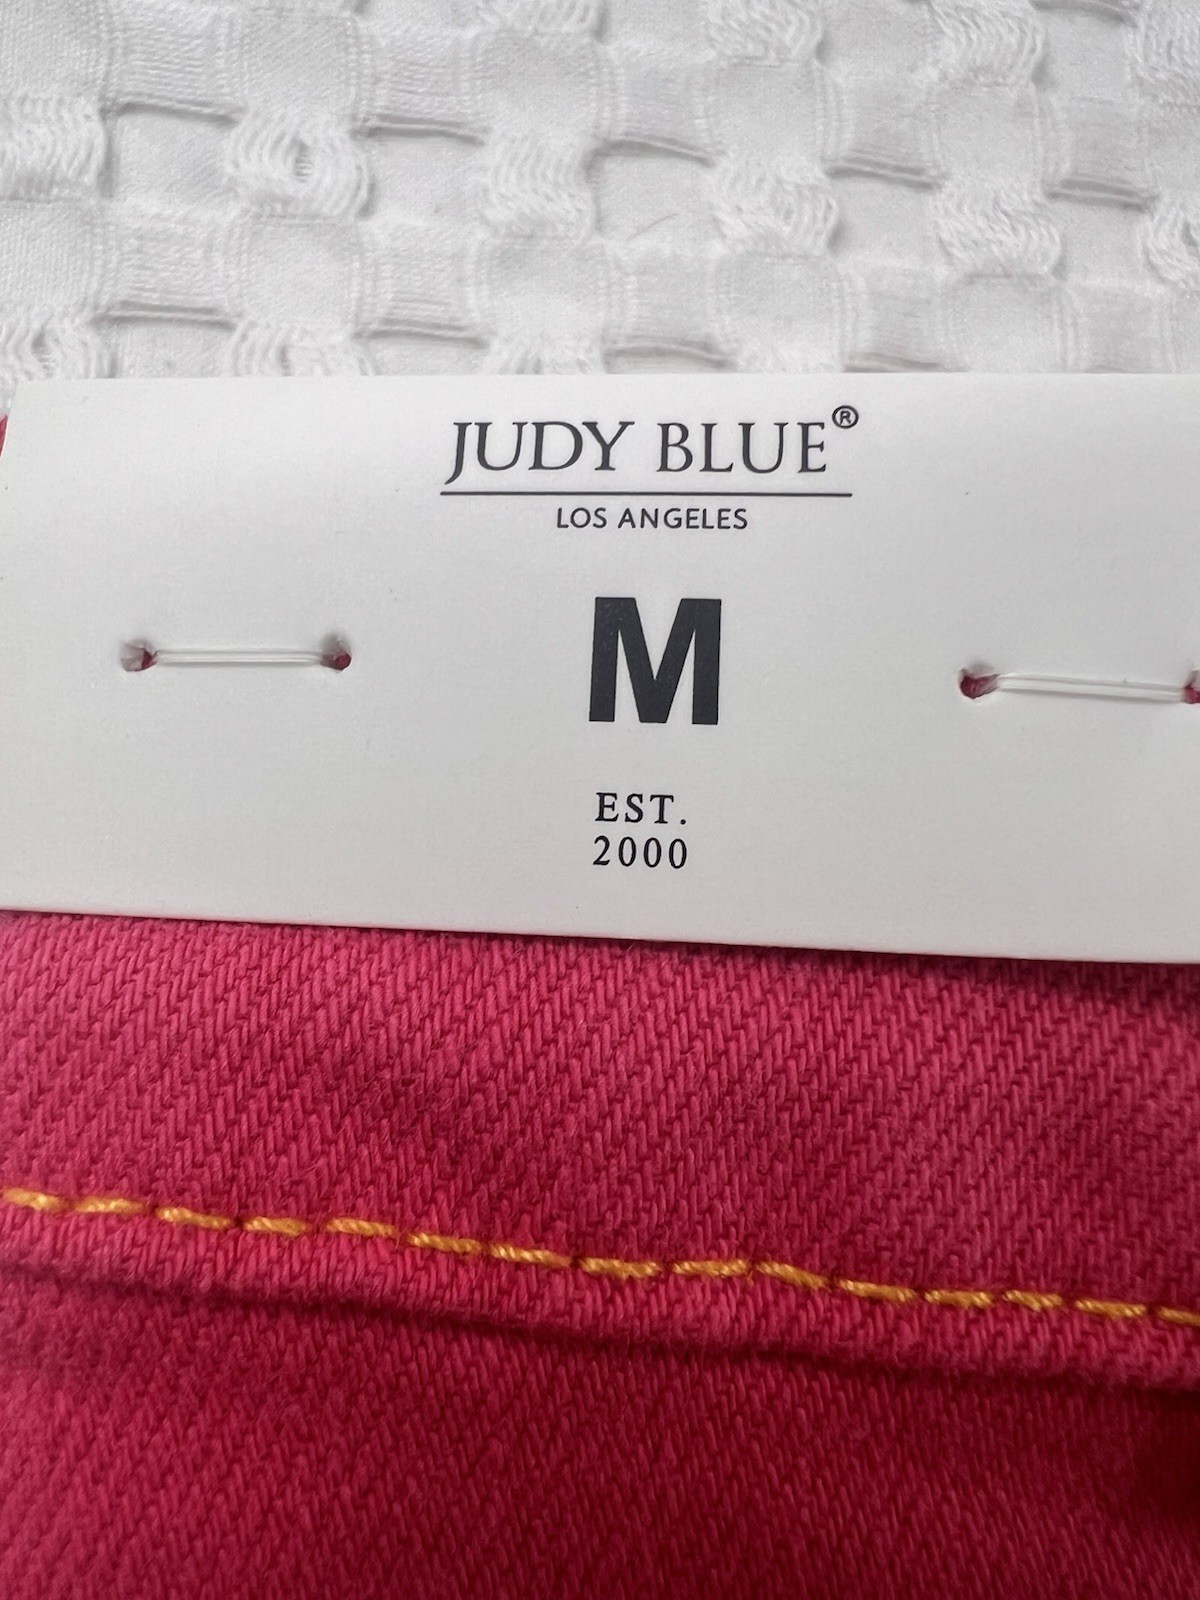 JUDY BLUE®
LOS ANGELES
M
EST.
2000